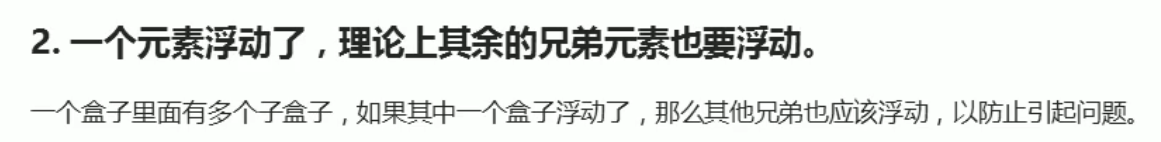 2. 一个元素浮动了，理论上其余的兄弟元素也要浮动。
一个盒子里面有多个子盒子，如果其中一个盒子浮动了，那么其他兄弟也应该浮动，以防止引起问题。